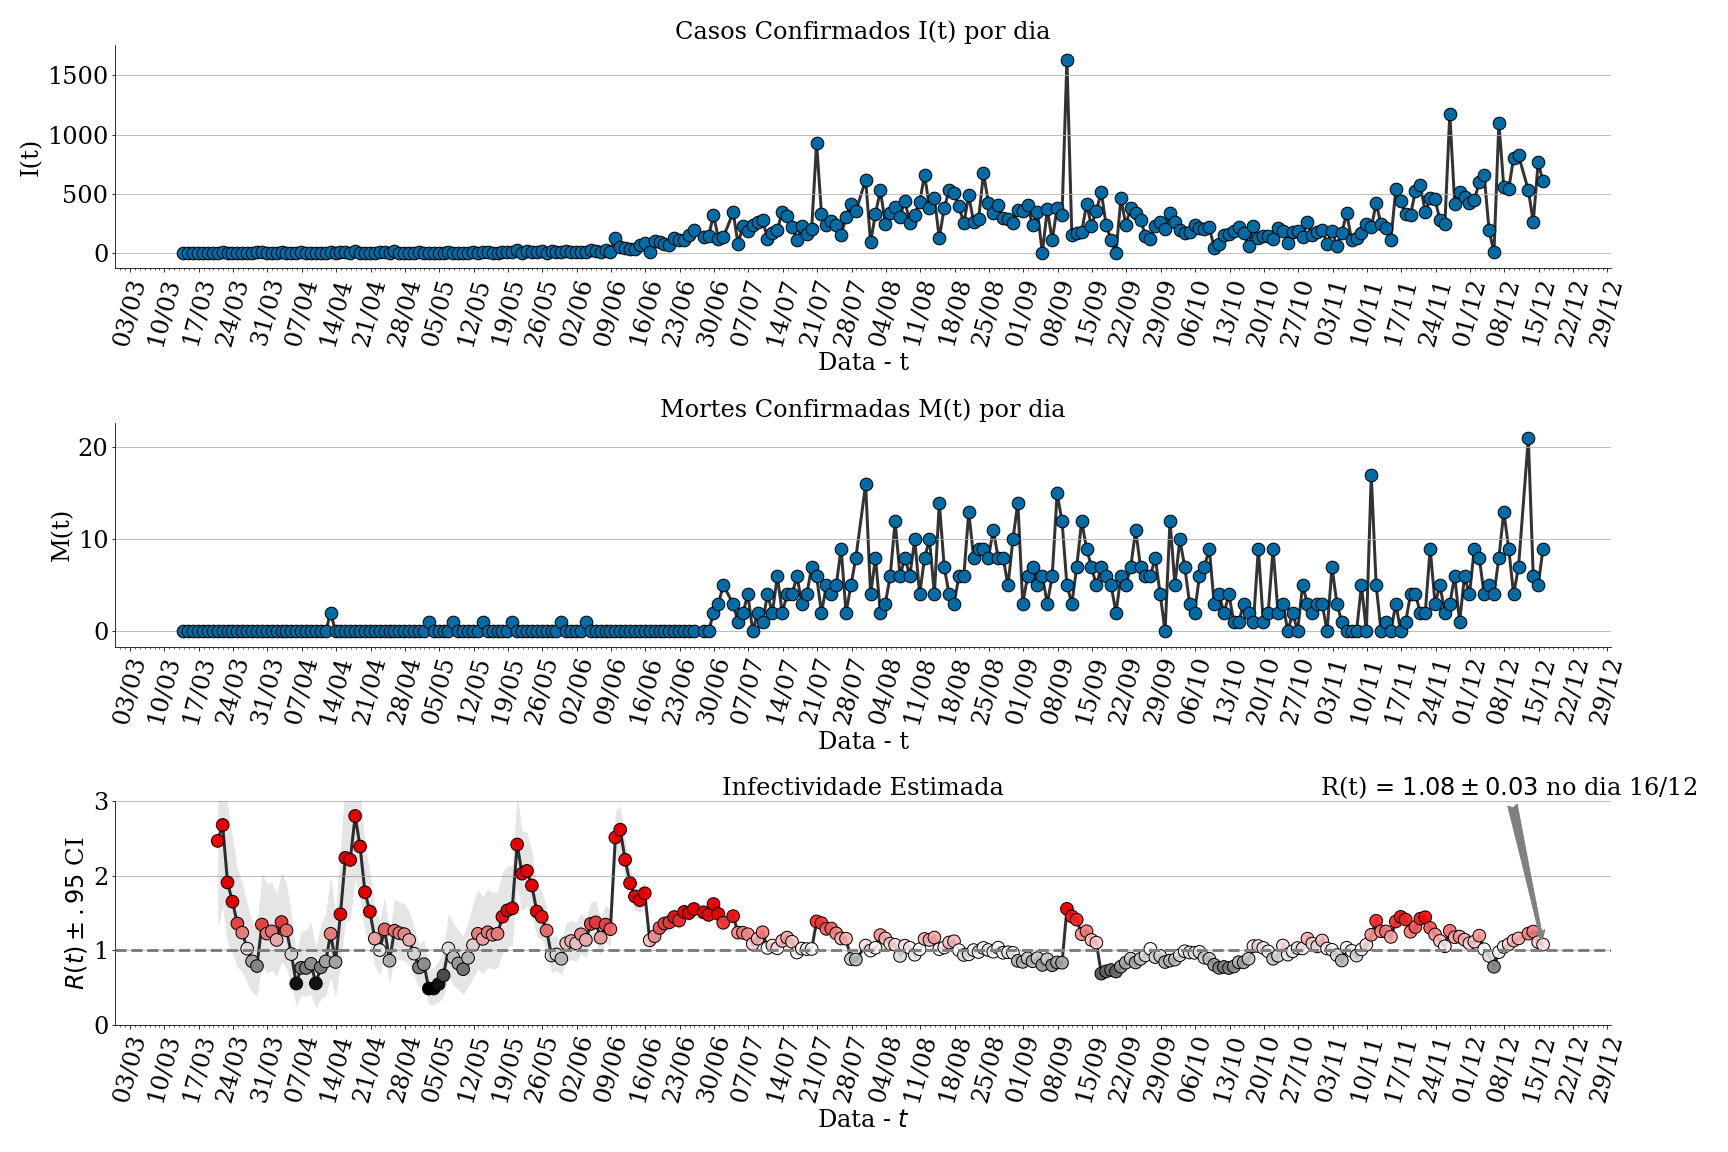 Casos Confirmados I(t) por dia
I(t)
1500
1000
500
0
03/03 10/03 17/03 24/03 31/03 07/04 14/04 21/04 28/04 05/05 12/05 19/05 26/05 02/06 09/06 16/06 23/06 30/06 07/07 14/07 21/07 28/07 04/08 11/08 18/08 25/08 01/09 08/09 15/09 22/09 29/09 06/10 13/10 20/10 27/10 03/11 10/11 17/11 24/11 01/12 08/12 15/12 22/12 29/12
Data - t
Mortes Confirmadas M(t) por dia
M(t)
20
10
0
03/03 10/03 17/03 24/03 31/03 07/04 14/04 21/04 28/04 05/05 12/05 19/05 26/05 02/06 09/06 16/06 23/06 30/06 07/07 14/07 21/07 28/07 04/08 11/08 18/08 25/08 01/09 08/09 15/09 22/09 29/09 06/10 13/10 20/10 27/10 03/11 10/11 17/11 24/11 01/12 08/12 15/12 22/12 29/12
Data - t
Infectividade Estimada
R(t) = 1.08 ± 0.03 no dia 16/12
R(t) ± .95 CI
3
2
1
0
03/03 10/03 17/03 24/03 31/03 07/04 14/04 21/04 28/04 05/05 12/05 19/05 26/05 02/06 09/06 16/06 23/06 30/06 07/07 14/07 21/07 28/07 04/08 11/08 18/08 25/08 01/09 08/09 15/09 22/09 29/09 06/10 13/10 20/10 27/10 03/11 10/11 17/11 24/11 01/12 08/12 15/12 22/12 29/12
Data - t